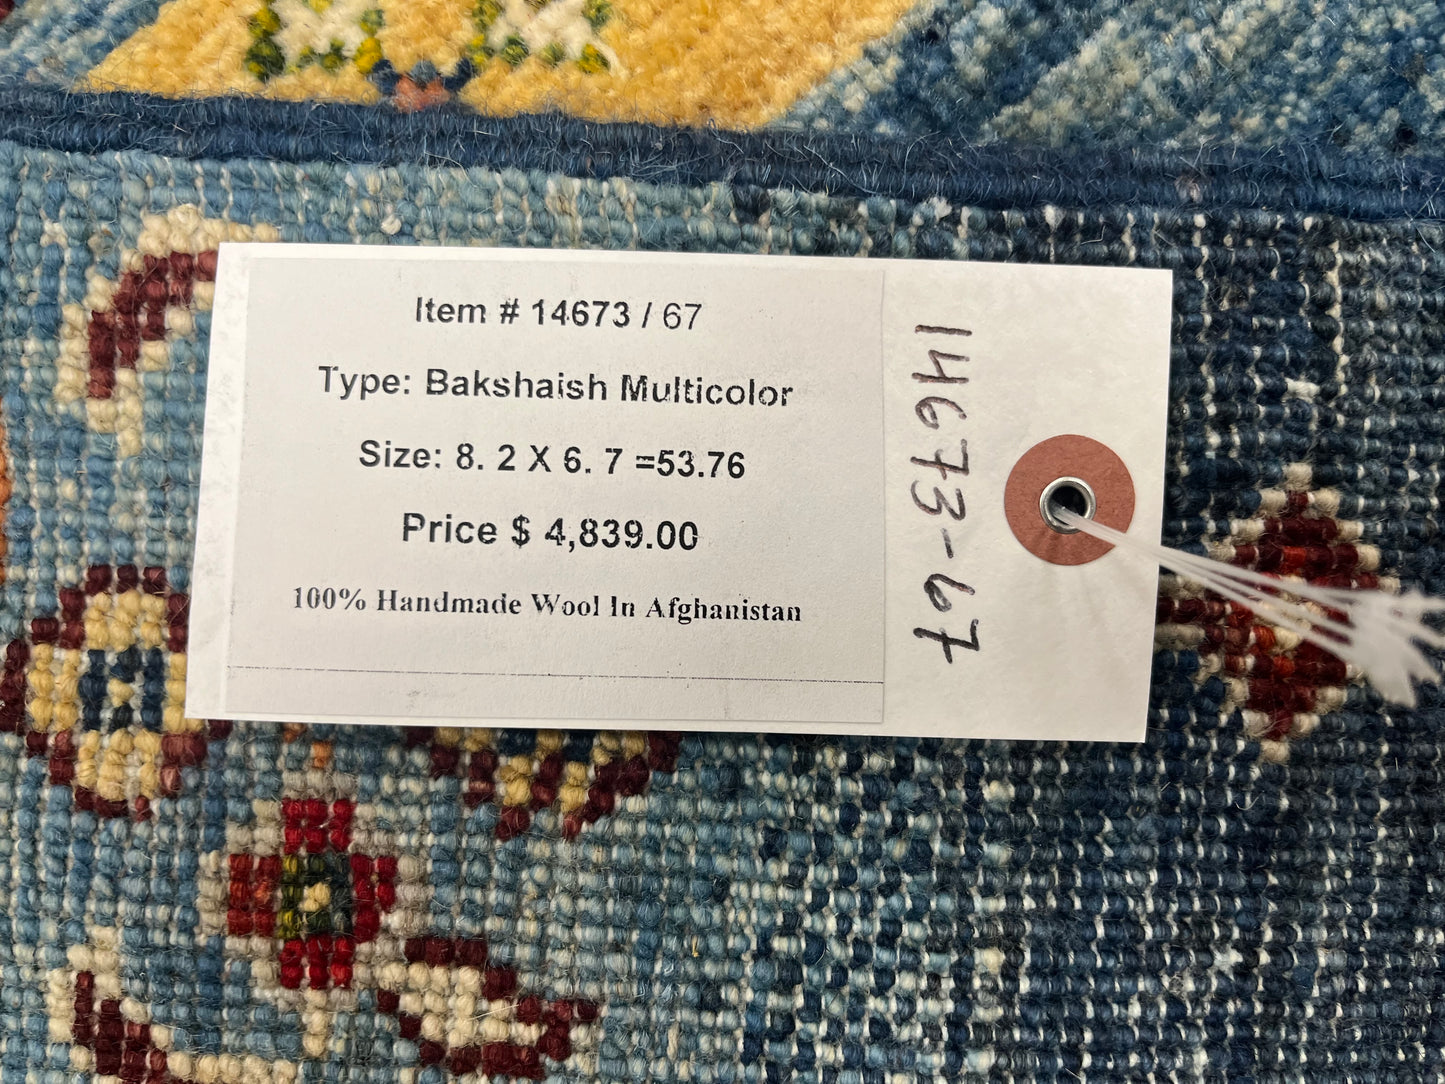 Item # 14673 / 67
Type: Bakshaish Multicolor
Size: 8. 2 X 6. 7 =53.76
Price $ 4,839.00
100% Handmade Wool In Afghanistan
14673-67